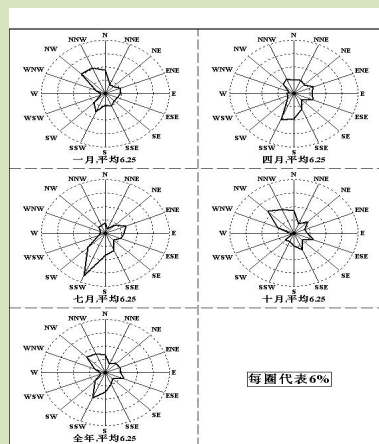 N
NNW NNE
NW NE
WNW ENE
W E
WSW ESE
SW SE
SSW SSE
S
一月,平均6.25
N
NNW NNE
NW NE
WNW ENE
W E
WSW ESE
SW SE
SSW SSE
S
四月,平均6.25
N
NNW NNE
NW NE
WNW ENE
W E
WSW ESE
SW SE
SSW SSE
S
七月,平均6.25
N
NNW NNE
NW NE
WNW ENE
W E
WSW ESE
SW SE
SSW SSE
S
十月,平均6.25
N
NNW NNE
NW NE
WNW ENE
W E
WSW ESE
SW SE
SSW SSE
S
全年,平均6.25
每圈代表6%